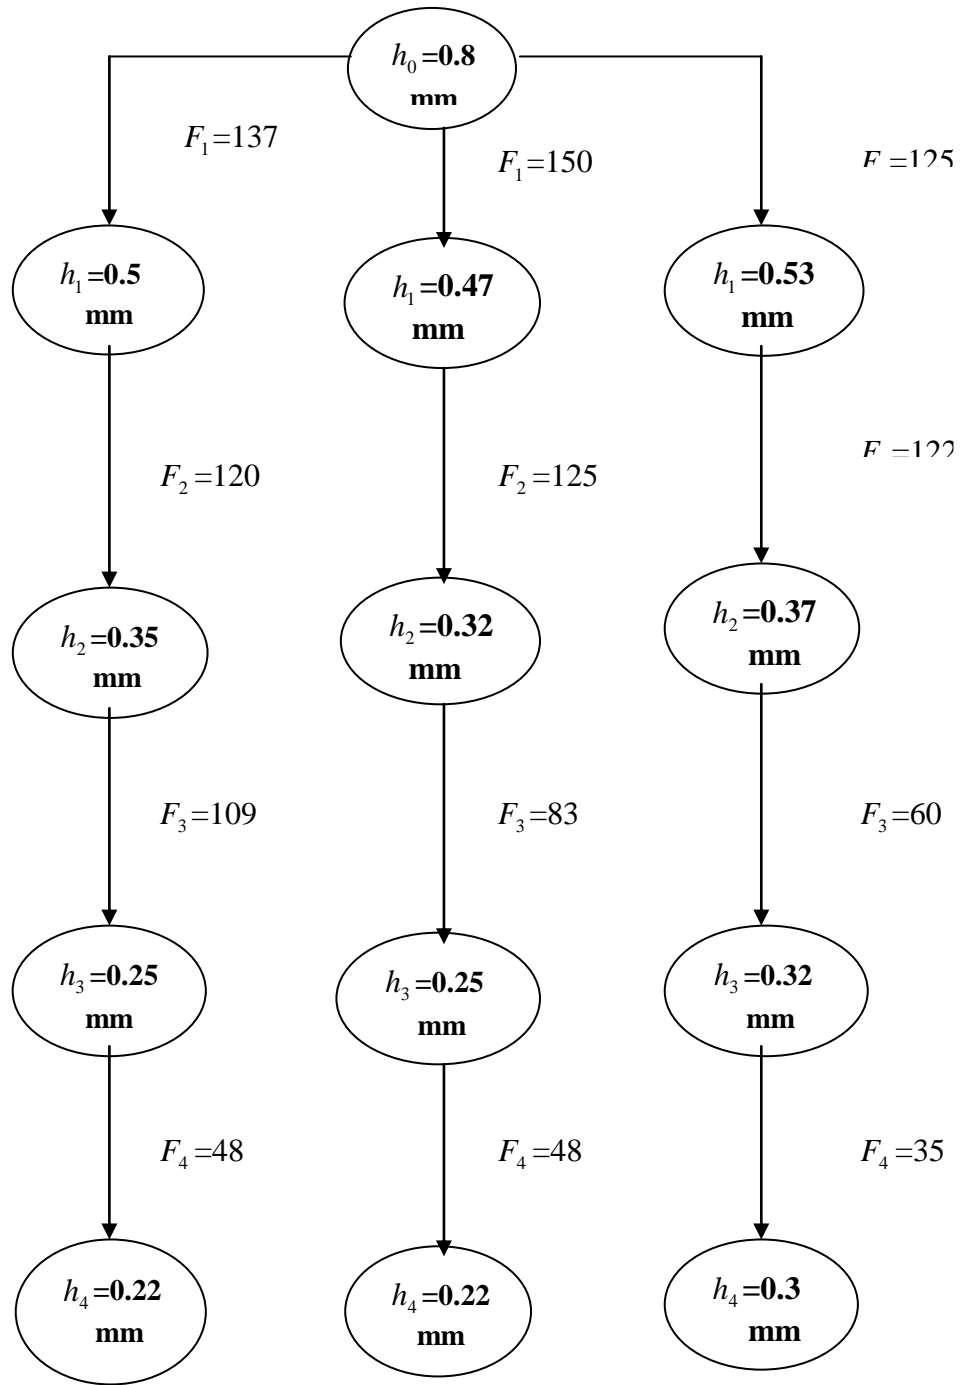 h₀=0.8
mm
F₁=137
F₁=150
=125
h₁=0.5
mm
h₁=0.47
mm
h₁=0.53
mm
F₂=120
F₂=125
=122
h₂=0.35
mm
h₂=0.32
mm
h₂=0.37
mm
F₃=109
F₃=83
F₃=60
h₃=0.25
mm
h₃=0.25
mm
h₃=0.32
mm
F₄=48
F₄=48
F₄=35
h₄=0.22
mm
h₄=0.22
mm
h₄=0.3
mm